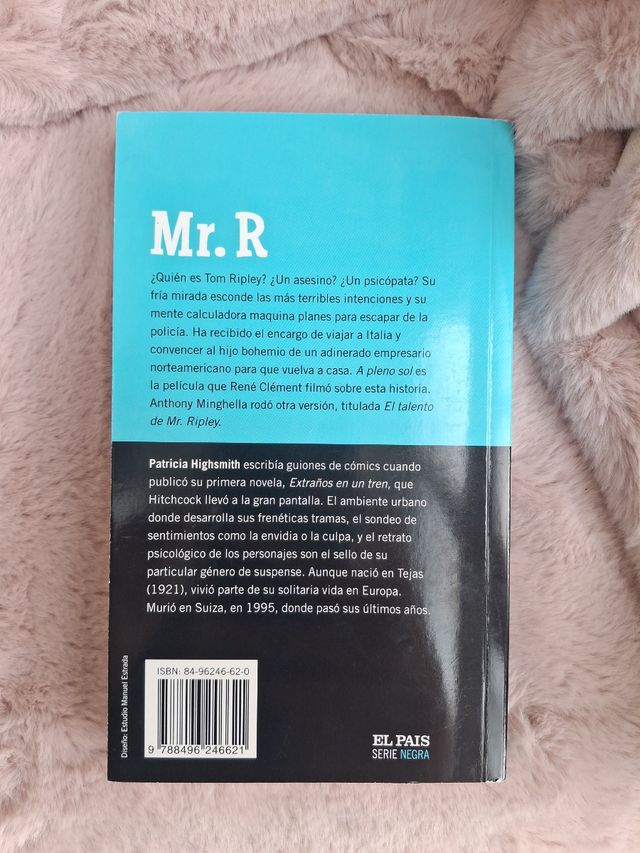 Mr. R
¿Quién es Tom Ripley? ¿Un asesino? ¿Un psicópata? Su
fría mirada esconde las más terribles intenciones y su
mente calculadora maquina planes para escapar de la
policía. Ha recibido el encargo de viajar a Italia y
convencer al hijo bohemio de un adinerado empresario
norteamericano para que vuelva a casa. A pleno sol es
la película que René Clément filmó sobre esta historia.
Anthony Minghella rodó otra versión, titulada El talento
de Mr. Ripley.
Patricia Highsmith escribía guiones de cómics cuando
publicó su primera novela, Extraños en un tren, que
Hitchcock llevó a la gran pantalla. El ambiente urbano
donde desarrolla sus frenéticas tramas, el sondeo de
sentimientos como la envidia o la culpa, y el retrato
psicológico de los personajes son el sello de su
particular género de suspense. Aunque nació en Tejas
(1921), vivió parte de su solitaria vida en Europa.
Murió en Suiza, en 1995, donde pasó sus últimos años.
Diseño: Estudio Manuel Estrada
ISBN: 84-96246-62-0
9 788496 246621
EL PAIS
SERIE NEGRA